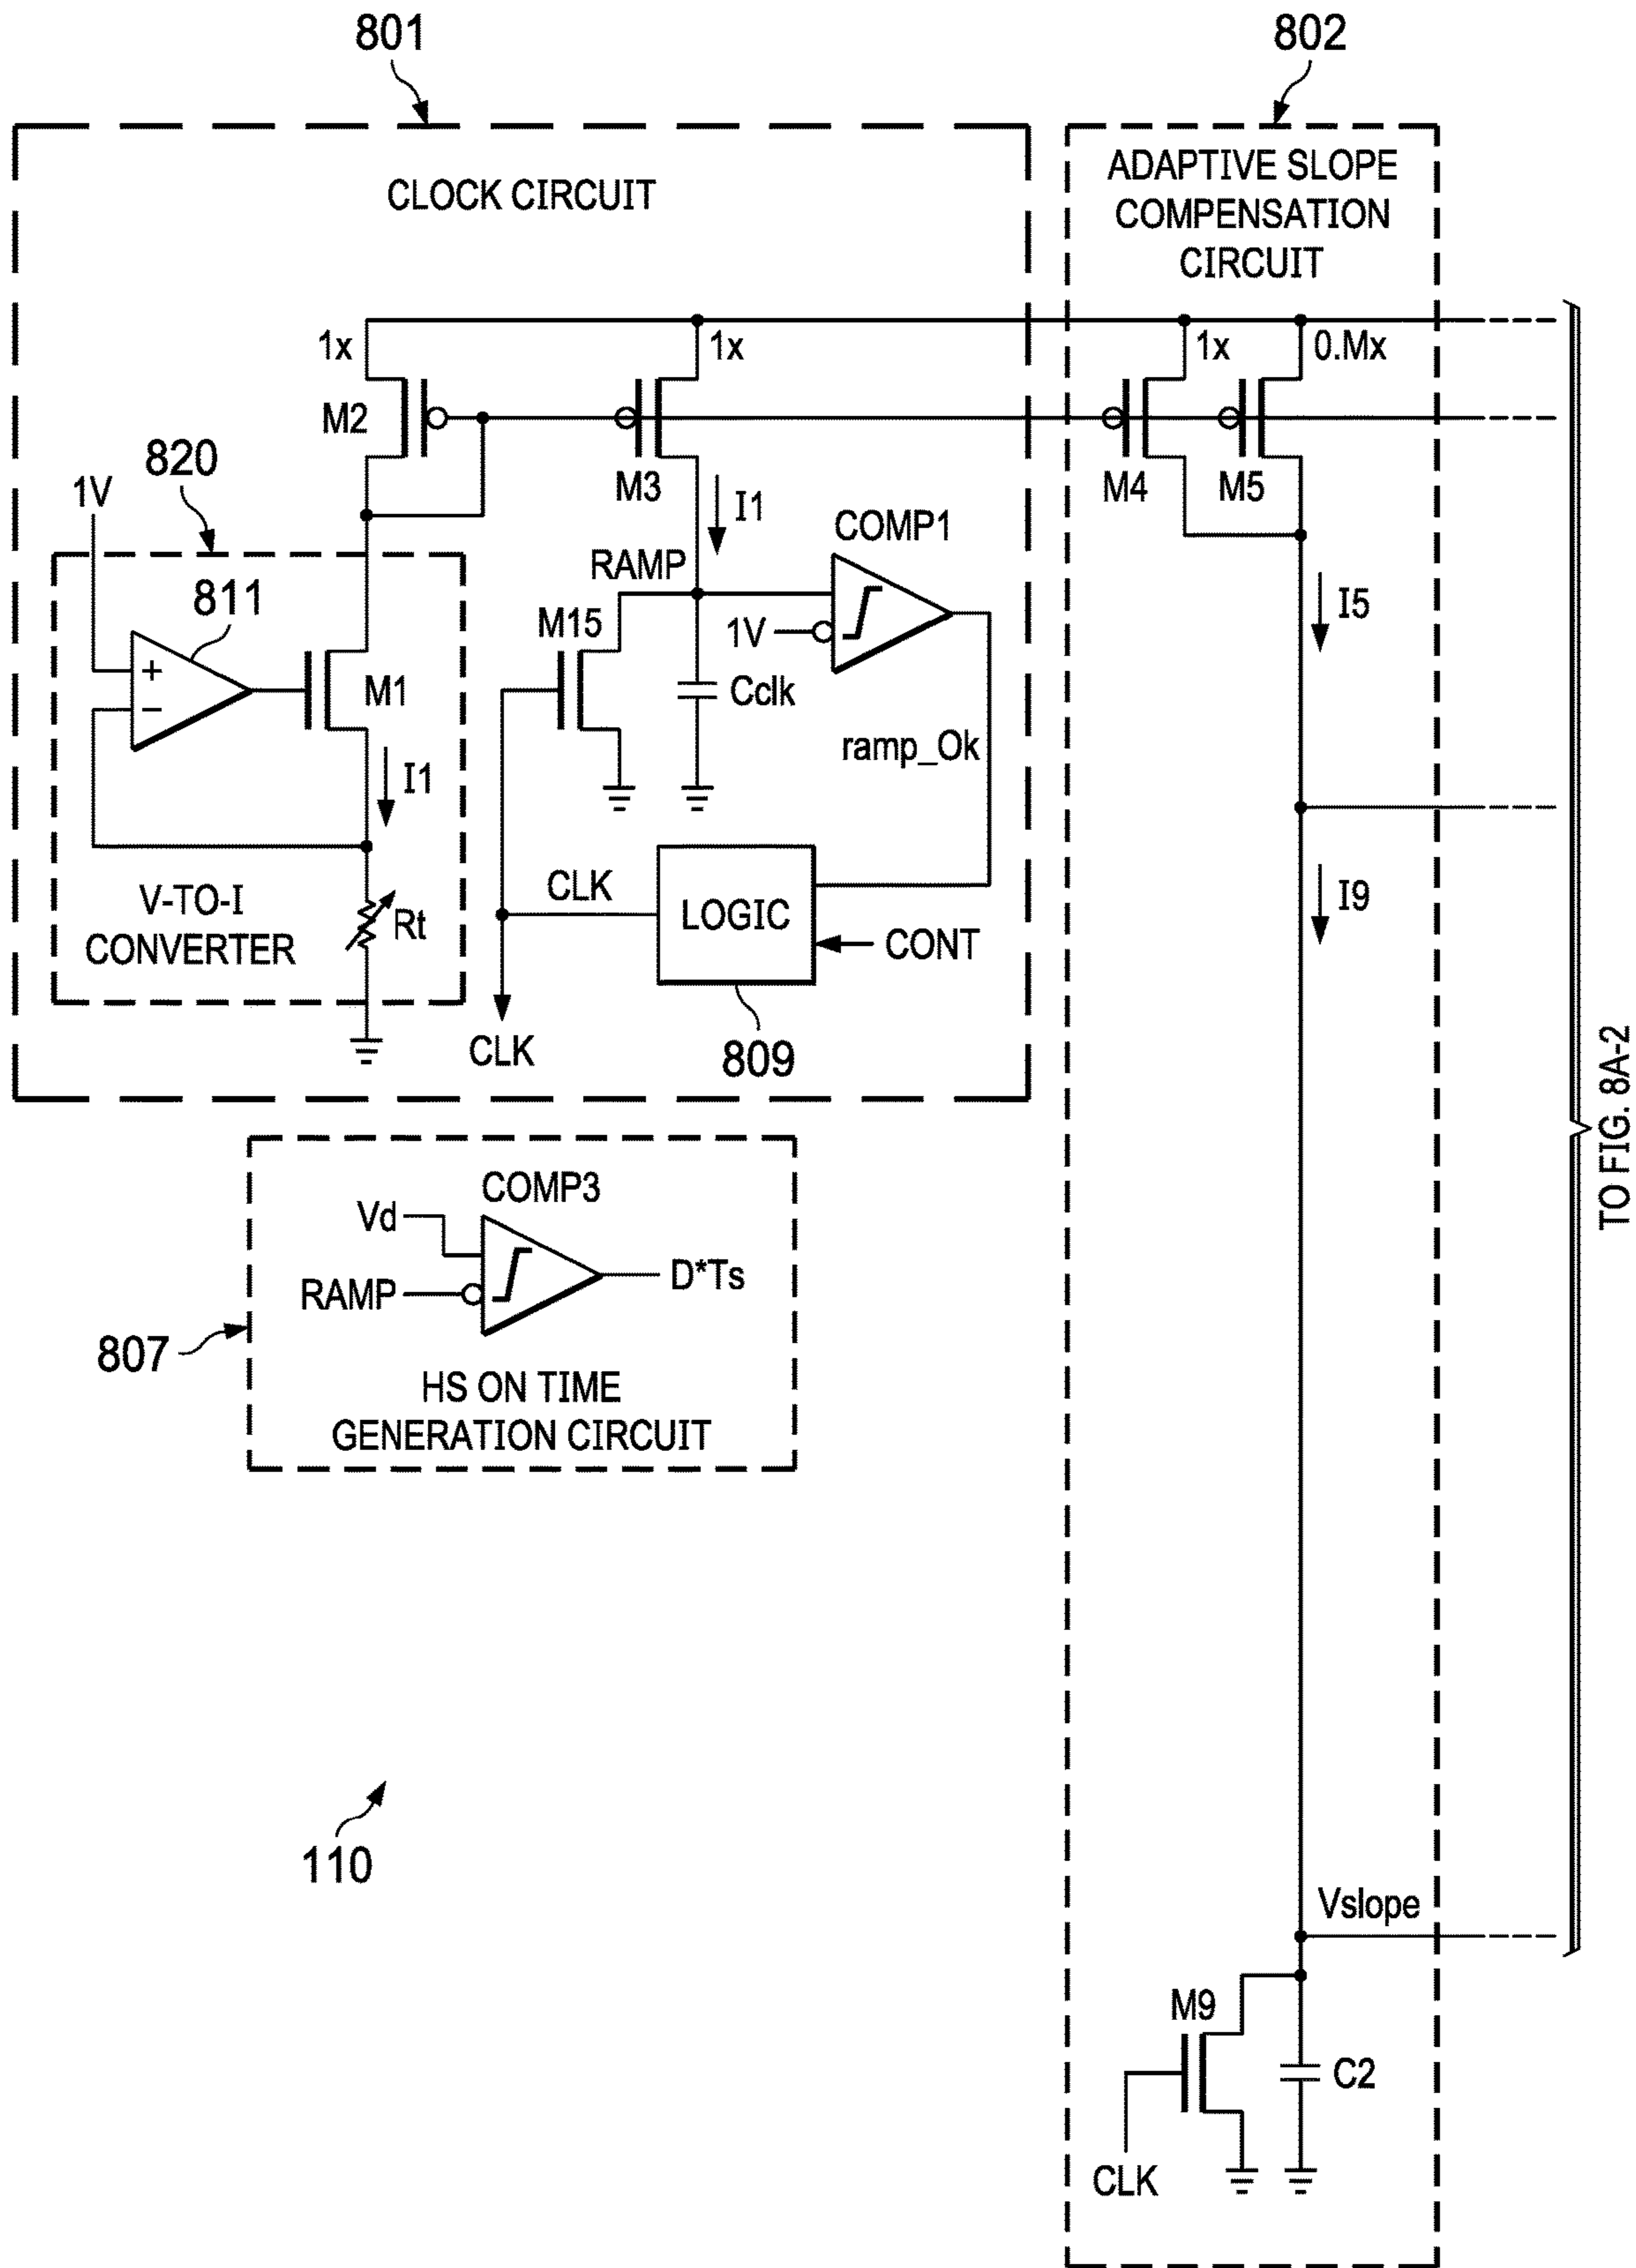 801
802
CLOCK CIRCUIT
ADAPTIVE SLOPE
COMPENSATION
CIRCUIT
1x
1x
1x
0.Mx
M2
M3
M4
M5
820
1V
I1
COMP1
RAMP
811
M15
1V
I5
+
−
M1
Cclk
ramp_Ok
I1
V-TO-I
CONVERTER
Rt
CLK
LOGIC
CONT
I9
CLK
809
TO FIG. 8A-2
COMP3
Vd
RAMP
D*Ts
807
HS ON TIME
GENERATION CIRCUIT
110
Vslope
M9
C2
CLK